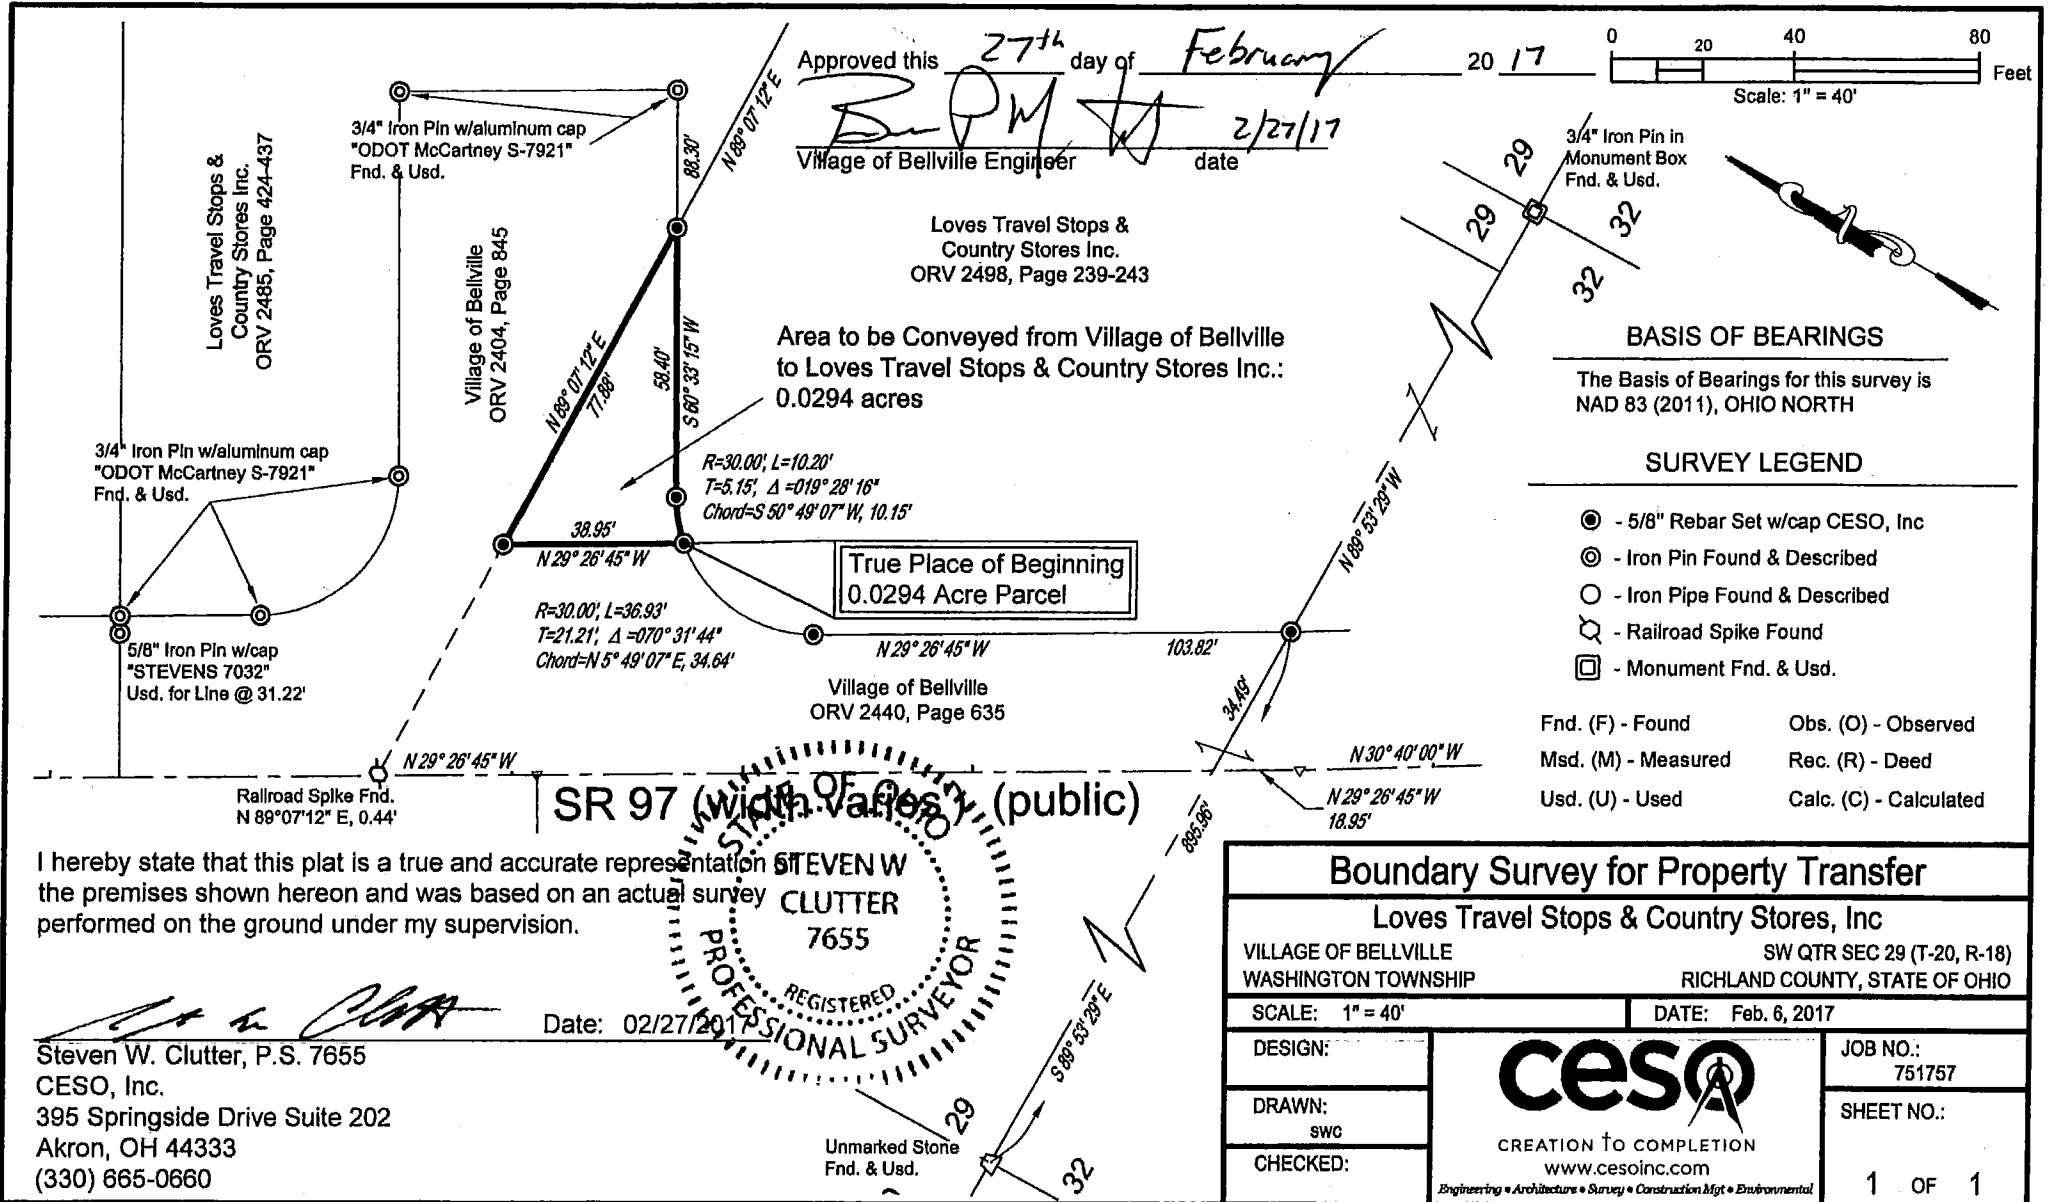 Approved this 27th day of February 20 17
2/27/17
Village of Bellville Engineer date
0 20 40 80
Feet
Scale: 1" = 40'
3/4" Iron Pin w/aluminum cap
"ODOT McCartney S-7921"
Fnd. & Usd.
88.30'
N 89° 07' 12" E
Loves Travel Stops &
Country Stores Inc.
ORV 2485, Page 424-437
Village of Bellville
ORV 2404, Page 845
Loves Travel Stops &
Country Stores Inc.
ORV 2498, Page 239-243
29
29
32
32
3/4" Iron Pin in
Monument Box
Fnd. & Usd.
Area to be Conveyed from Village of Bellville
to Loves Travel Stops & Country Stores Inc.:
0.0294 acres
N 89° 07' 12" E
77.88'
58.40'
S 60° 33' 15" W
BASIS OF BEARINGS
The Basis of Bearings for this survey is
NAD 83 (2011), OHIO NORTH
3/4" Iron Pin w/aluminum cap
"ODOT McCartney S-7921"
Fnd. & Usd.
R=30.00', L=10.20'
T=5.15', Δ =019° 28' 16"
Chord=S 50° 49' 07" W, 10.15'
38.95'
N 29° 26' 45" W
True Place of Beginning
0.0294 Acre Parcel
N 89° 53' 29" W
SURVEY LEGEND
- 5/8" Rebar Set w/cap CESO, Inc
- Iron Pin Found & Described
- Iron Pipe Found & Described
- Railroad Spike Found
- Monument Fnd. & Usd.
Fnd. (F) - Found Obs. (O) - Observed
Msd. (M) - Measured Rec. (R) - Deed
Usd. (U) - Used Calc. (C) - Calculated
5/8" Iron Pin w/cap
"STEVENS 7032"
Usd. for Line @ 31.22'
R=30.00', L=36.93'
T=21.21', Δ =070° 31' 44"
Chord=N 5° 49' 07" E, 34.64'
N 29° 26' 45" W 103.82'
Village of Bellville
ORV 2440, Page 635
34.49'
N 29° 26' 45" W
N 30° 40' 00" W
N 29° 26' 45" W
18.95'
Railroad Spike Fnd.
N 89°07'12" E, 0.44'
SR 97 (width varies ) (public)
895.96'
I hereby state that this plat is a true and accurate representation of
the premises shown hereon and was based on an actual survey
performed on the ground under my supervision.
STATE OF OHIO
STEVEN W
CLUTTER
7655
REGISTERED
PROFESSIONAL SURVEYOR
Date: 02/27/2017
Steven W. Clutter, P.S. 7655
CESO, Inc.
395 Springside Drive Suite 202
Akron, OH 44333
(330) 665-0660
S 89° 53' 29" E
29
32
Unmarked Stone
Fnd. & Usd.
Boundary Survey for Property Transfer
Loves Travel Stops & Country Stores, Inc
VILLAGE OF BELLVILLE SW QTR SEC 29 (T-20, R-18)
WASHINGTON TOWNSHIP RICHLAND COUNTY, STATE OF OHIO
SCALE: 1" = 40' DATE: Feb. 6, 2017
DESIGN:
DRAWN:
SWC
CHECKED:
ceso
CREATION TO COMPLETION
www.cesoinc.com
Engineering • Architecture • Survey • Construction Mgt • Environmental
JOB NO.:
751757
SHEET NO.:
1 OF 1